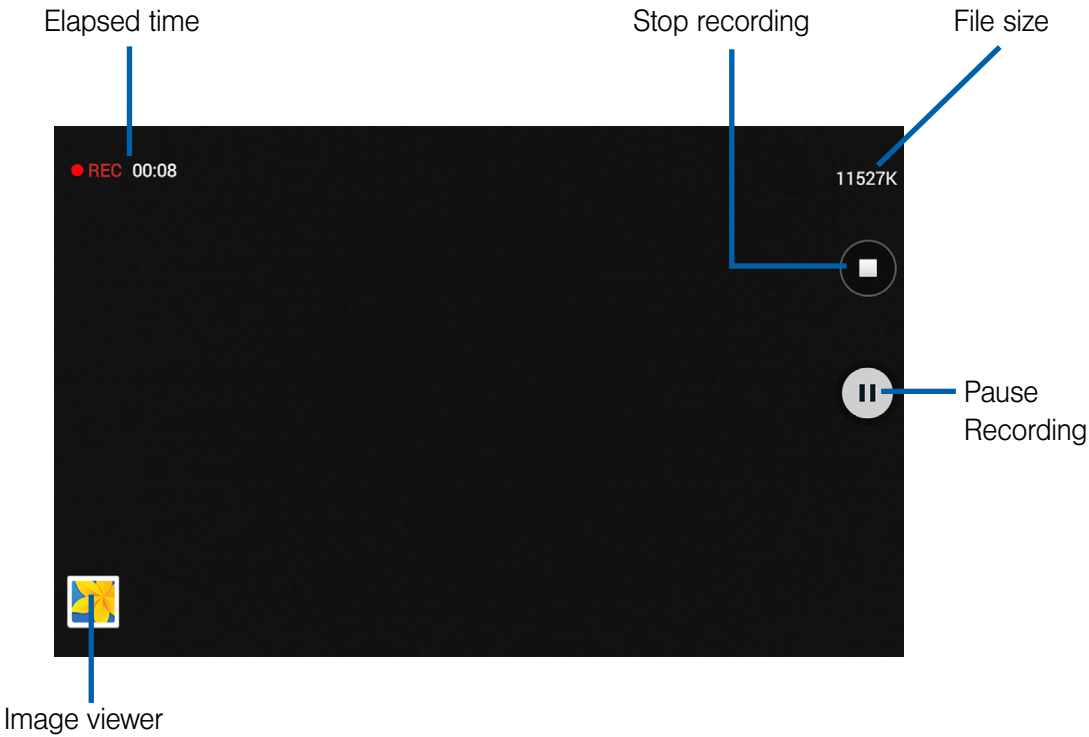 Elapsed time
Stop recording
File size
REC 00:08
11527K
Pause
Recording
Image viewer